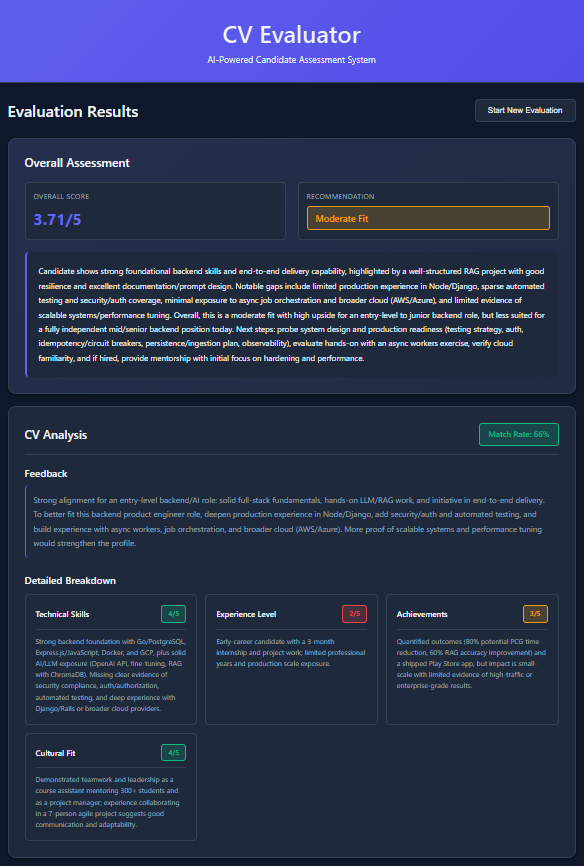 CV Evaluator
AI-Powered Candidate Assessment System
Evaluation Results
Start New Evaluation
Overall Assessment
OVERALL SCORE
3.71/5
RECOMMENDATION
Moderate Fit
Candidate shows strong foundational backend skills and end-to-end delivery capability, highlighted by a well-structured RAG project with good
resilience and excellent documentation/prompt design. Notable gaps include limited production experience in Node/Django, sparse automated
testing and security/auth coverage, minimal exposure to async job orchestration and broader cloud (AWS/Azure), and limited evidence of
scalable systems/performance tuning. Overall, this is a moderate fit with high upside for an entry-level to junior backend role, but less suited for
a fully independent mid/senior backend position today. Next steps: probe system design and production readiness (testing strategy, auth,
idempotency/circuit breakers, persistence/ingestion plan, observability), evaluate hands-on with an async workers exercise, verify cloud
familiarity, and if hired, provide mentorship with initial focus on hardening and performance.
CV Analysis
Match Rate: 66%
Feedback
Strong alignment for an entry-level backend/AI role: solid full-stack fundamentals, hands-on LLM/RAG work, and initiative in end-to-end delivery.
To better fit this backend product engineer role, deepen production experience in Node/Django, add security/auth and automated testing, and
build experience with async workers, job orchestration, and broader cloud (AWS/Azure). More proof of scalable systems and performance tuning
would strengthen the profile.
Detailed Breakdown
Technical Skills
4/5
Strong backend foundation with Go/PostgreSQL,
Express.js/JavaScript, Docker, and GCP, plus solid
AI/LLM exposure (OpenAI API, fine-tuning, RAG
with ChromaDB). Missing clear evidence of
security compliance, auth/authorization,
automated testing, and deep experience with
Django/Rails or broader cloud providers.
Experience Level
2/5
Early-career candidate with a 3-month
internship and project work; limited professional
years and production scale exposure.
Achievements
3/5
Quantified outcomes (80% potential PCG time
reduction, 60% RAG accuracy improvement) and
a shipped Play Store app, but impact is small-
scale with limited evidence of high-traffic or
enterprise-grade results.
Cultural Fit
4/5
Demonstrated teamwork and leadership as a
course assistant mentoring 300+ students and
as a project manager; experience collaborating
in a 7-person agile project suggests good
communication and adaptability.